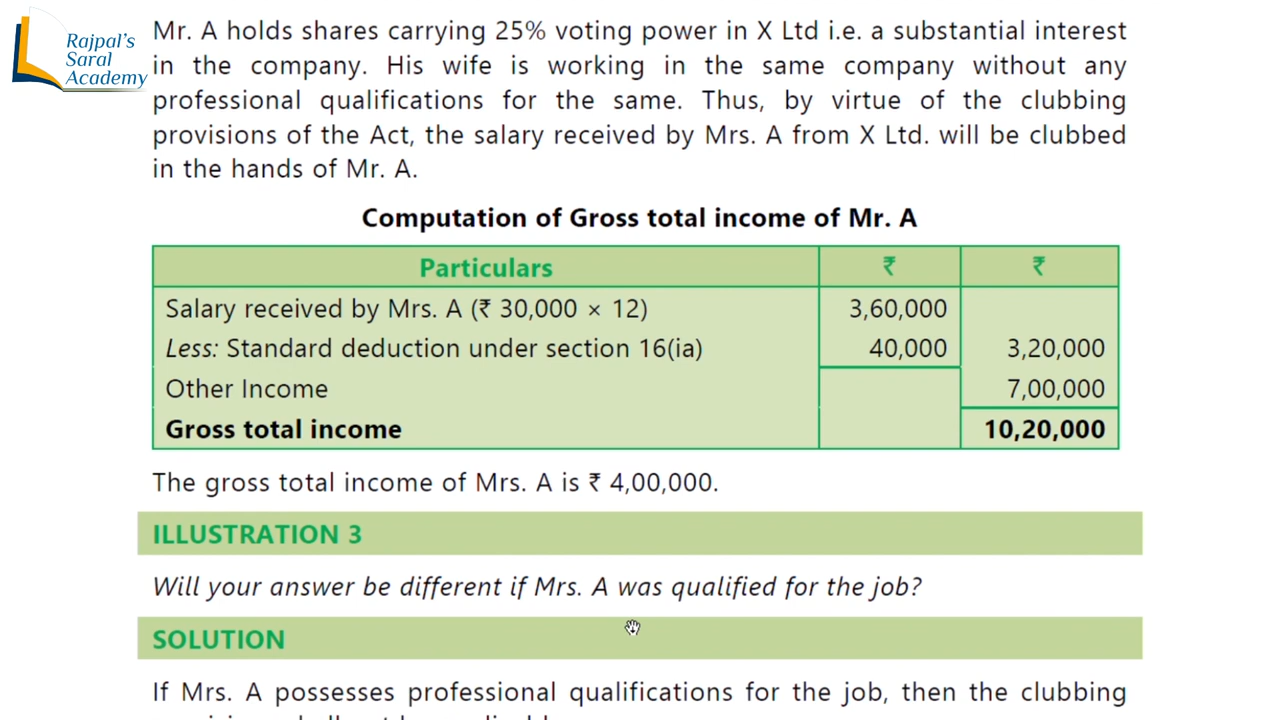 Rajpal's
Saral
Academy
Mr. A holds shares carrying 25% voting power in X Ltd i.e. a substantial interest
in the company. His wife is working in the same company without any
professional qualifications for the same. Thus, by virtue of the clubbing
provisions of the Act, the salary received by Mrs. A from X Ltd. will be clubbed
in the hands of Mr. A.
Computation of Gross total income of Mr. A
Particulars ₹ ₹
Salary received by Mrs. A (₹ 30,000 × 12) 3,60,000
Less: Standard deduction under section 16(ia) 40,000 3,20,000
Other Income 7,00,000
Gross total income 10,20,000
The gross total income of Mrs. A is ₹ 4,00,000.
ILLUSTRATION 3
Will your answer be different if Mrs. A was qualified for the job?
SOLUTION
If Mrs. A possesses professional qualifications for the job, then the clubbing